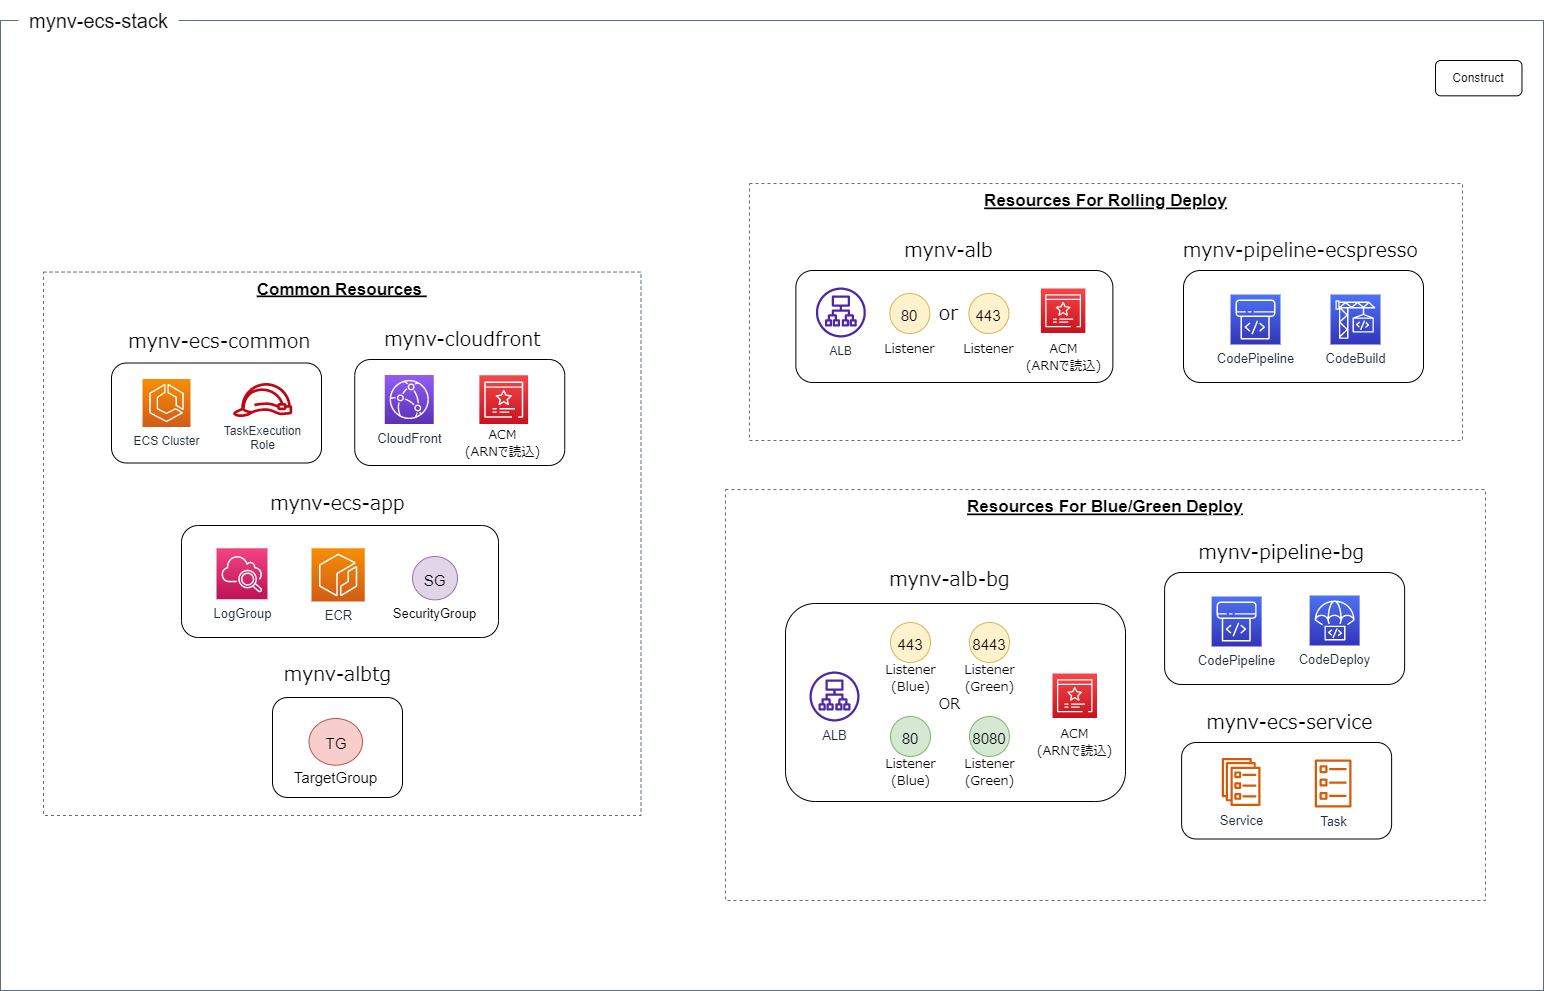 mynv-ecs-stack
Construct
Common Resources
mynv-ecs-common
ECS Cluster
TaskExecution
Role
mynv-cloudfront
CloudFront
ACM
(ARNで読込)
mynv-ecs-app
LogGroup
ECR
SG
SecurityGroup
mynv-albtg
TG
TargetGroup
Resources For Rolling Deploy
mynv-alb
ALB
80
Listener
or
443
Listener
ACM
(ARNで読込)
mynv-pipeline-ecspresso
CodePipeline
CodeBuild
Resources For Blue/Green Deploy
mynv-alb-bg
ALB
443
Listener
(Blue)
8443
Listener
(Green)
OR
80
Listener
(Blue)
8080
Listener
(Green)
ACM
(ARNで読込)
mynv-pipeline-bg
CodePipeline
CodeDeploy
mynv-ecs-service
Service
Task